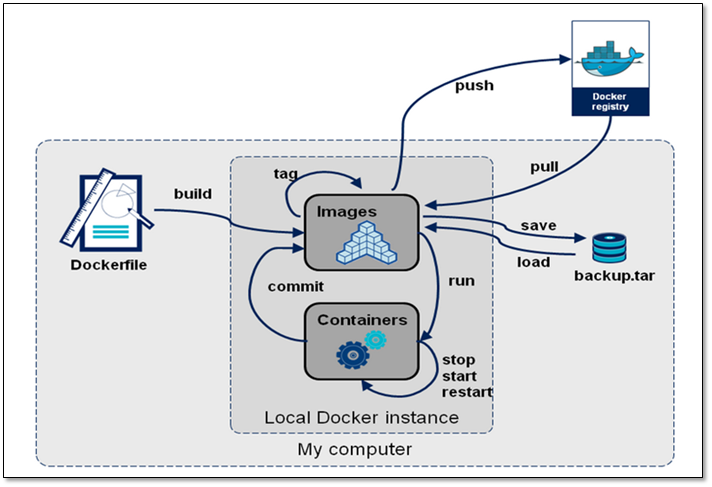 Docker
registry
push
pull
tag
build
Images
save
load
backup.tar
Dockerfile
commit
run
Containers
stop
start
restart
Local Docker instance
My computer